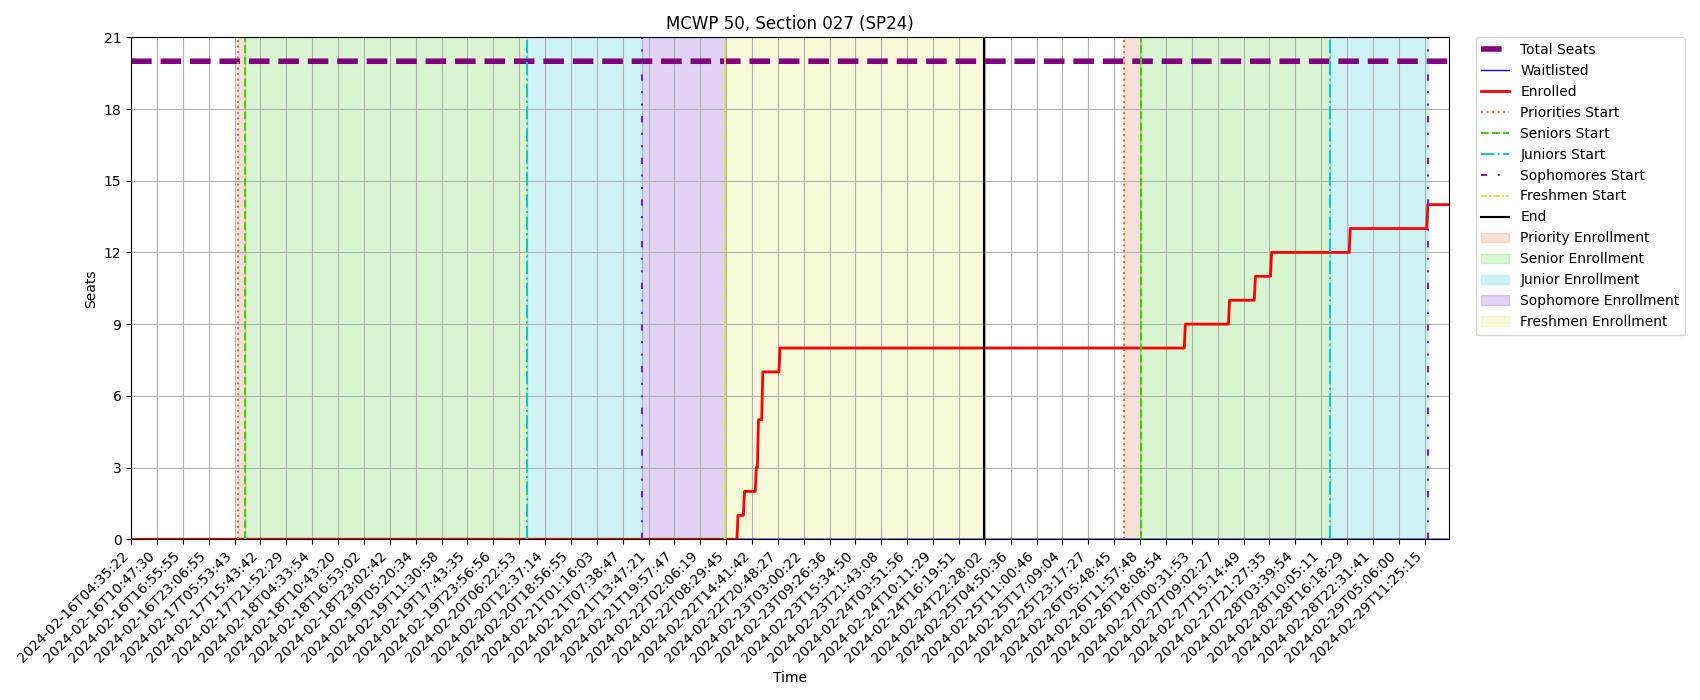 MCWP 50, Section 027 (SP24)
21
18
15
12
9
6
3
0
Seats
2024-02-16T04:35:22
2024-02-16T10:47:30
2024-02-16T16:55:55
2024-02-16T23:06:55
2024-02-17T05:53:43
2024-02-17T15:43:42
2024-02-17T21:52:29
2024-02-18T04:33:54
2024-02-18T10:43:20
2024-02-18T16:53:02
2024-02-18T23:02:42
2024-02-19T05:20:34
2024-02-19T11:30:58
2024-02-19T17:43:35
2024-02-19T23:56:56
2024-02-20T06:22:53
2024-02-20T12:37:14
2024-02-20T18:56:55
2024-02-21T01:16:03
2024-02-21T07:38:47
2024-02-21T13:47:21
2024-02-21T19:57:47
2024-02-22T02:06:19
2024-02-22T08:29:45
2024-02-22T14:41:42
2024-02-22T20:48:27
2024-02-23T03:00:22
2024-02-23T09:26:36
2024-02-23T15:34:50
2024-02-23T21:43:08
2024-02-24T03:51:56
2024-02-24T10:11:29
2024-02-24T16:19:51
2024-02-24T22:28:02
2024-02-25T04:50:36
2024-02-25T11:00:46
2024-02-25T17:09:04
2024-02-25T23:17:27
2024-02-26T05:48:45
2024-02-26T11:57:48
2024-02-26T18:08:54
2024-02-27T00:31:53
2024-02-27T09:02:27
2024-02-27T15:14:49
2024-02-27T21:27:35
2024-02-28T03:39:54
2024-02-28T10:05:11
2024-02-28T16:18:29
2024-02-28T22:31:41
2024-02-29T05:06:00
2024-02-29T11:25:15
Time
Total Seats
Waitlisted
Enrolled
Priorities Start
Seniors Start
Juniors Start
Sophomores Start
Freshmen Start
End
Priority Enrollment
Senior Enrollment
Junior Enrollment
Sophomore Enrollment
Freshmen Enrollment